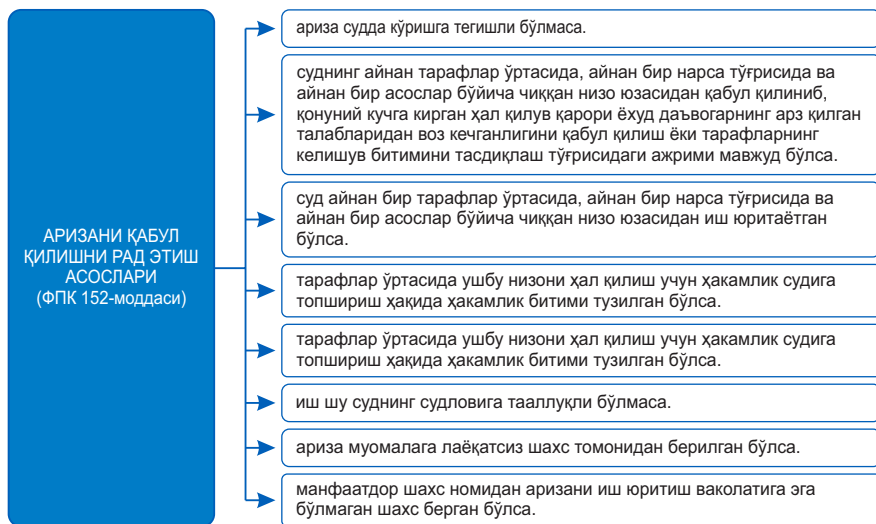 АРИЗАНИ ҚАБУЛ
ҚИЛИШНИ РАД ЭТИШ
АСОСЛАРИ
(ФПК 152-моддаси)
ариза судда кўришга тегишли бўлмаса.
суднинг айнан тарафлар ўртасида, айнан бир нарса тўғрисида ва
айнан бир асослар бўйича чиққан низо юзасидан қабул қилиниб,
қонуний кучга кирган ҳал қилув қарори ёхуд даъвогарнинг арз қилган
талабларидан воз кечганлигини қабул қилиш ёки тарафларнинг
келишув битимини тасдиқлаш тўғрисидаги ажрими мавжуд бўлса.
суд айнан бир тарафлар ўртасида, айнан бир нарса тўғрисида ва
айнан бир асослар бўйича чиққан низо юзасидан иш юритаётган
бўлса.
тарафлар ўртасида ушбу низони ҳал қилиш учун ҳакамлик судига
топшириш ҳақида ҳакамлик битими тузилган бўлса.
тарафлар ўртасида ушбу низони ҳал қилиш учун ҳакамлик судига
топшириш ҳақида ҳакамлик битими тузилган бўлса.
иш шу суднинг судловига тааллуқли бўлмаса.
ариза муомалага лаёқатсиз шахс томонидан берилган бўлса.
манфаатдор шахс номидан аризани иш юритиш ваколатига эга
бўлмаган шахс берган бўлса.